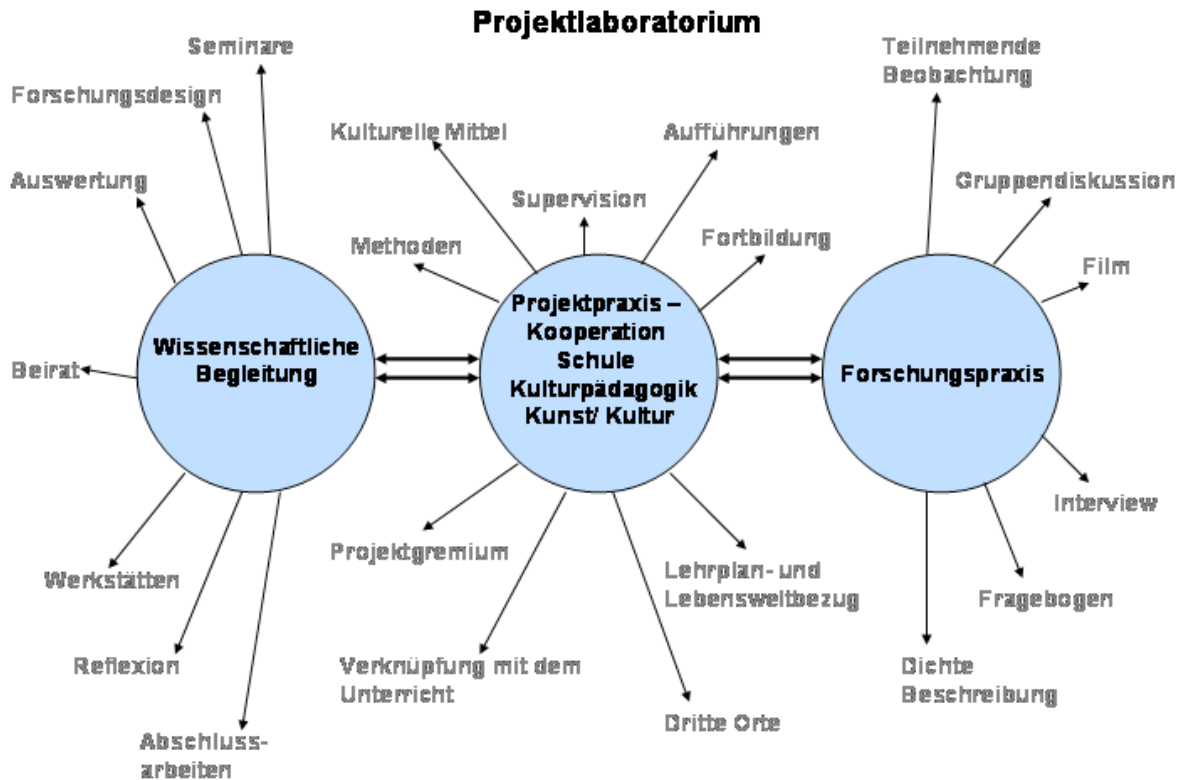 Projektlaboratorium
Seminare
Forschungsdesign
Auswertung
Beirat
Wissenschaftliche
Begleitung
Werkstätten
Reflexion
Abschluss-
arbeiten
Kulturelle Mittel
Aufführungen
Supervision
Methoden
Fortbildung
Projektpraxis –
Kooperation
Schule
Kulturpädagogik
Kunst/ Kultur
Projektgremium
Lehrplan- und
Lebensweltbezug
Verknüpfung mit dem
Unterricht
Dritte Orte
Teilnehmende
Beobachtung
Gruppendiskussion
Film
Forschungspraxis
Interview
Fragebogen
Dichte
Beschreibung